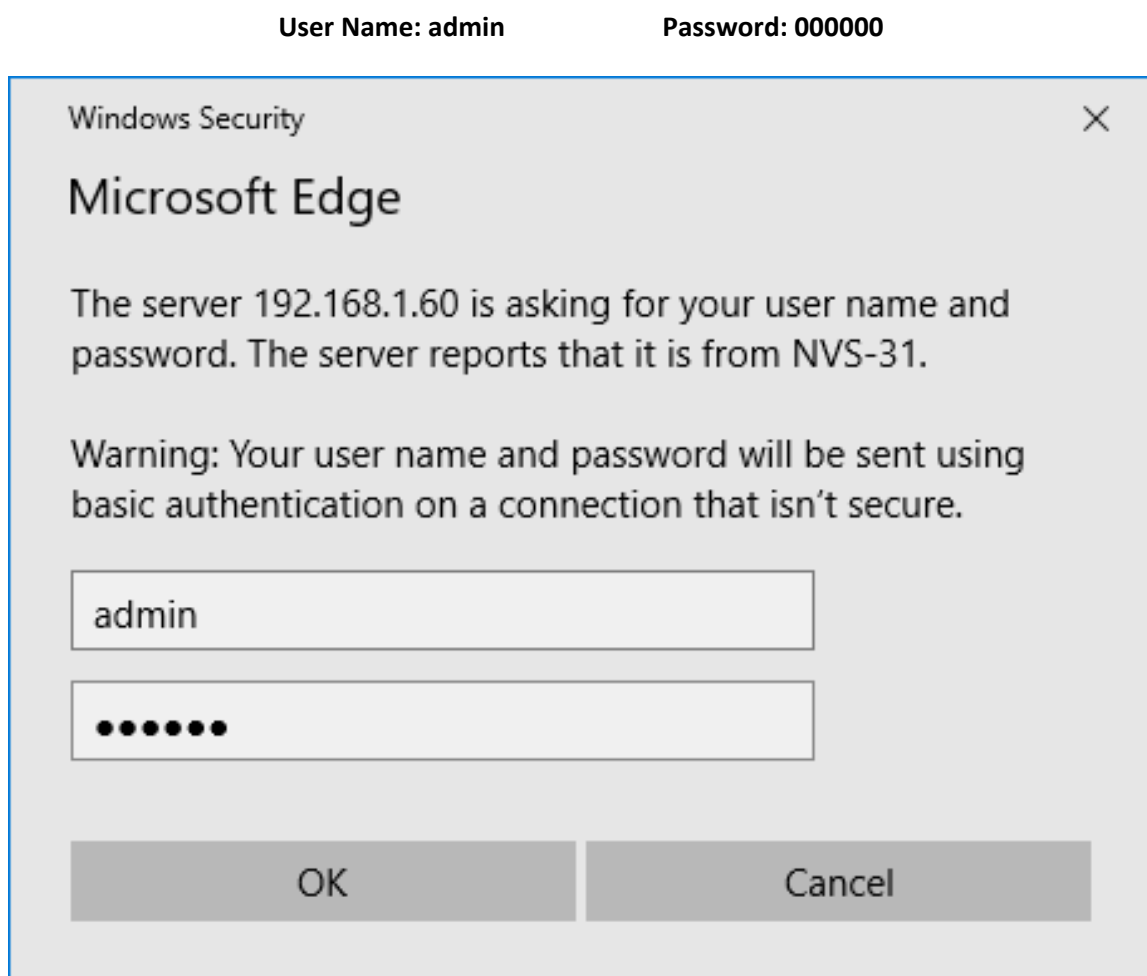 User Name: admin Password: 000000
Windows Security
Microsoft Edge
The server 192.168.1.60 is asking for your user name and
password. The server reports that it is from NVS-31.
Warning: Your user name and password will be sent using
basic authentication on a connection that isn’t secure.
admin
••••••
OK Cancel